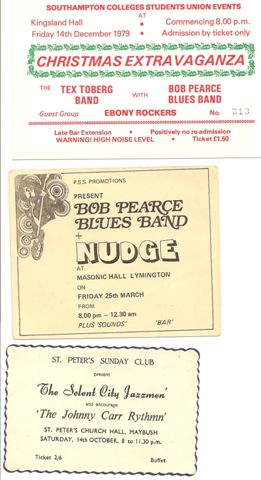 SOUTHAMPTON COLLEGES STUDENTS UNION EVENTS
AT
Kingsland Hall
Commencing 8.00 p.m.
Friday 14th December 1979
Admission by ticket only
CHRISTMAS EXTRAVAGANZA
THE TEX TOBERG BAND WITH BOB PEARCE BLUES BAND
Guest Group EBONY ROCKERS No. 313
Late Bar Extension • Positively no re-admission
WARNING! HIGH NOISE LEVEL • Ticket £1.50
P.S.S. PROMOTIONS
PRESENT
BOB PEARCE
BLUES BAND
+
NUDGE
AT
MASONIC HALL LYMINGTON
ON
FRIDAY 25th MARCH
FROM
8.00 pm – 12.30 am
PLUS 'SOUNDS' 'BAR'
ST. PETER'S SUNDAY CLUB
presents
'The Solent City Jazzmen'
and encourage
'The Johnny Carr Rythmn'
ST. PETER'S CHURCH HALL, MAYBUSH
SATURDAY, 14th OCTOBER, 8 to 11.30 p.m.
Ticket 2/6 Buffet